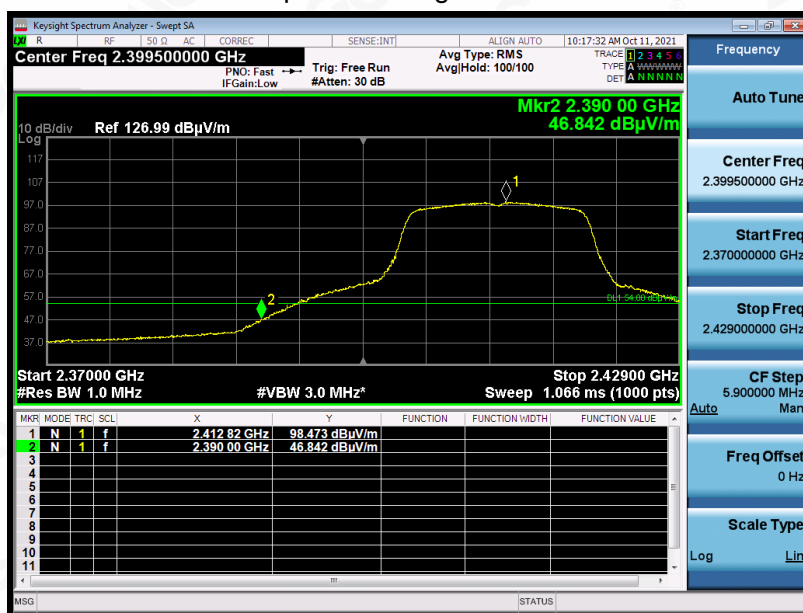 Keysight Spectrum Analyzer - Swept SA
LXI R RF 50 Ω AC CORREC SENSE:INT ALIGN AUTO 10:17:32 AM Oct 11, 2021
Center Freq 2.399500000 GHz
PNO: Fast
IFGain:Low
Trig: Free Run
#Atten: 30 dB
Avg Type: RMS
Avg|Hold: 100/100
TRACE 1 2 3 4 5 6
TYPE A WWWWW
DET A N N N N N
Mkr2 2.390 00 GHz
46.842 dBµV/m
10 dB/div Ref 126.99 dBµV/m
Log
117
107
97.0
87.0
77.0
67.0
57.0
47.0
37.0
1
2
DL1 54.00 dBµV/m
Start 2.37000 GHz Stop 2.42900 GHz
#Res BW 1.0 MHz #VBW 3.0 MHz* Sweep 1.066 ms (1000 pts)
MKR MODE TRC SCL X Y FUNCTION FUNCTION WIDTH FUNCTION VALUE
1 N 1 f 2.412 82 GHz 98.473 dBµV/m
2 N 1 f 2.390 00 GHz 46.842 dBµV/m
3
4
5
6
7
8
9
10
11
MSG STATUS
Frequency
Auto Tune
Center Freq
2.399500000 GHz
Start Freq
2.370000000 GHz
Stop Freq
2.429000000 GHz
CF Step
5.900000 MHz
Auto Man
Freq Offset
0 Hz
Scale Type
Log Lin